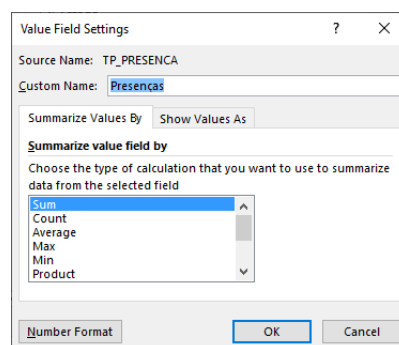 Value Field Settings ? ✕
Source Name: TP_PRESENCA
Custom Name: Presenças
Summarize Values By Show Values As
Summarize value field by
Choose the type of calculation that you want to use to summarize
data from the selected field
Sum
Count
Average
Max
Min
Product
Number Format OK Cancel